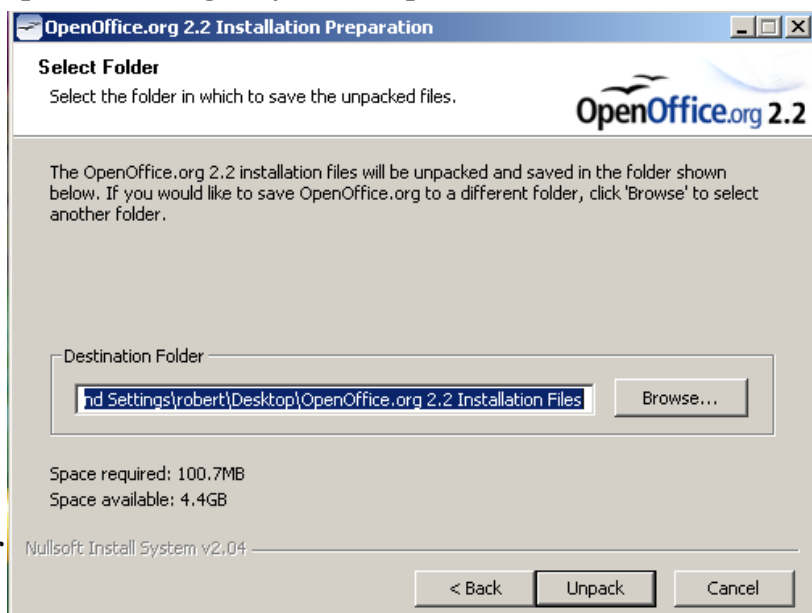 OpenOffice.org 2.2 Installation Preparation
Select Folder
Select the folder in which to save the unpacked files.
OpenOffice.org 2.2
The OpenOffice.org 2.2 installation files will be unpacked and saved in the folder shown
below. If you would like to save OpenOffice.org to a different folder, click 'Browse' to select
another folder.
Destination Folder
nd Settings\robert\Desktop\OpenOffice.org 2.2 Installation Files
Browse...
Space required: 100.7MB
Space available: 4.4GB
Nullsoft Install System v2.04
< Back
Unpack
Cancel